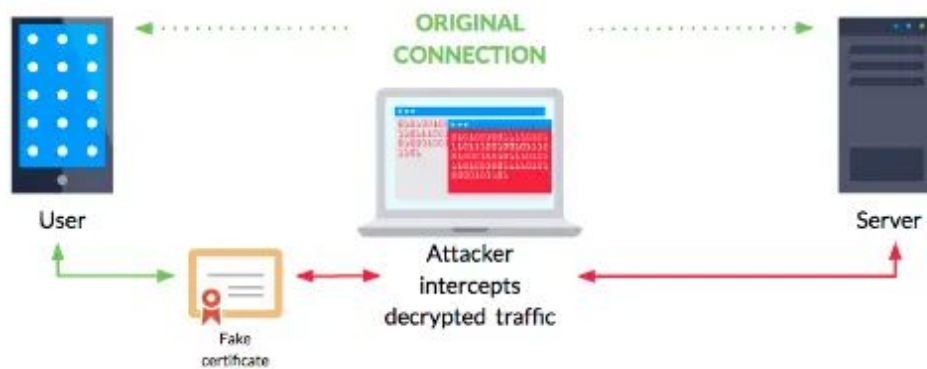 ORIGINAL
CONNECTION
User
Server
Attacker
intercepts
decrypted traffic
Fake
certificate